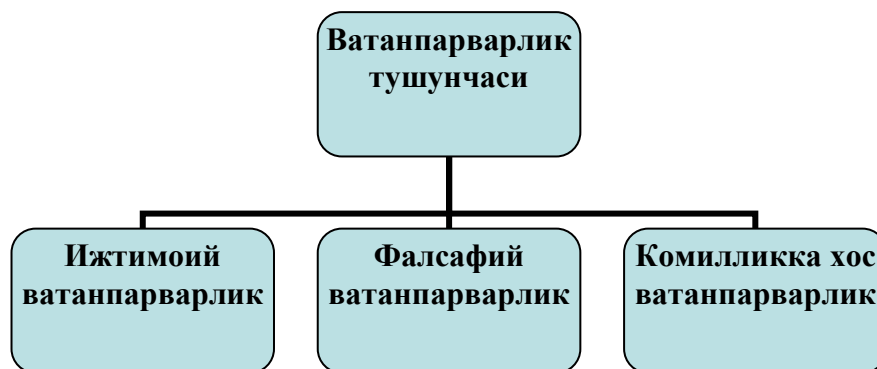 Ватанпарварлик
тушунчаси
Ижтимоий
ватанпарварлик
Фалсафий
ватанпарварлик
Комилликка хос
ватанпарварлик